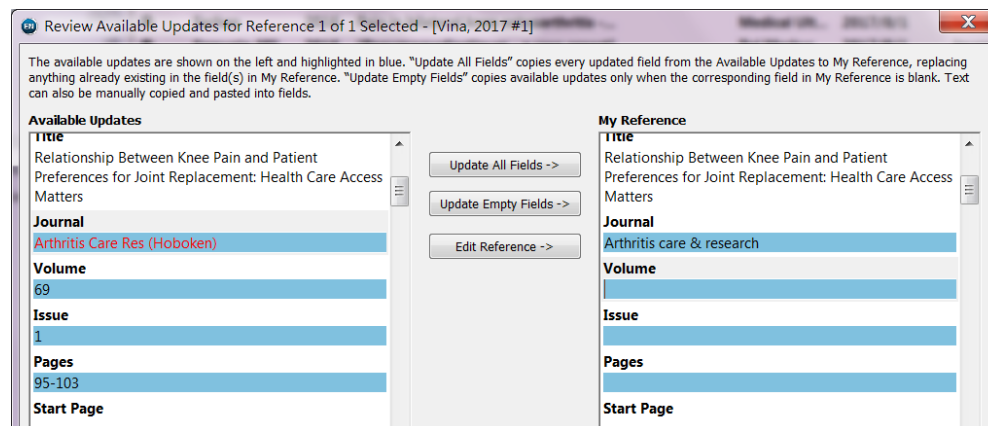 Review Available Updates for Reference 1 of 1 Selected - [Vina, 2017 #1]
The available updates are shown on the left and highlighted in blue. "Update All Fields" copies every updated field from the Available Updates to My Reference, replacing
anything already existing in the field(s) in My Reference. "Update Empty Fields" copies available updates only when the corresponding field in My Reference is blank. Text
can also be manually copied and pasted into fields.
Available Updates
Title
Relationship Between Knee Pain and Patient
Preferences for Joint Replacement: Health Care Access
Matters
Journal
Arthritis Care Res (Hoboken)
Volume
69
Issue
1
Pages
95-103
Start Page
Update All Fields ->
Update Empty Fields ->
Edit Reference ->
My Reference
Title
Relationship Between Knee Pain and Patient
Preferences for Joint Replacement: Health Care Access
Matters
Journal
Arthritis care & research
Volume
Issue
Pages
Start Page